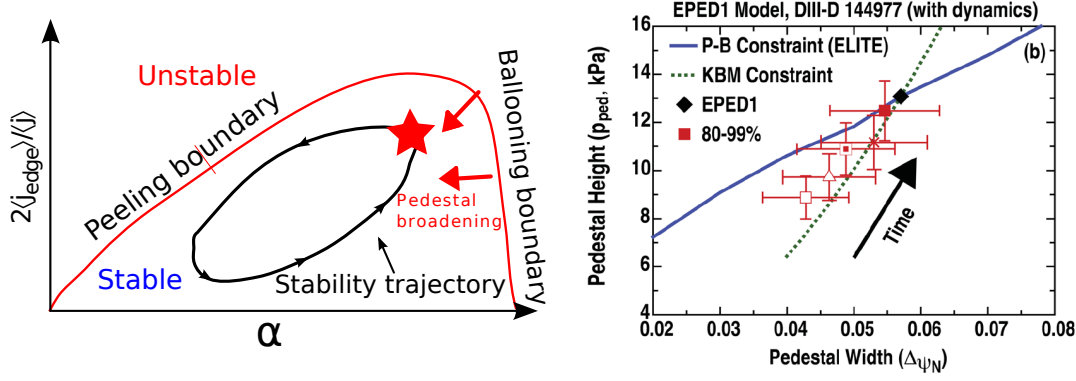 2⟨j_edge⟩/⟨j⟩
Unstable
Peeling boundary
Ballooning boundary
Pedestal
broadening
Stable
Stability trajectory
α
EPED1 Model, DIII-D 144977 (with dynamics)
(b)
P-B Constraint (ELITE)
KBM Constraint
EPED1
80-99%
Time
Pedestal Height (p_ped, kPa)
16
14
12
10
8
6
4
0.02 0.03 0.04 0.05 0.06 0.07 0.08
Pedestal Width (Δ_ψN)